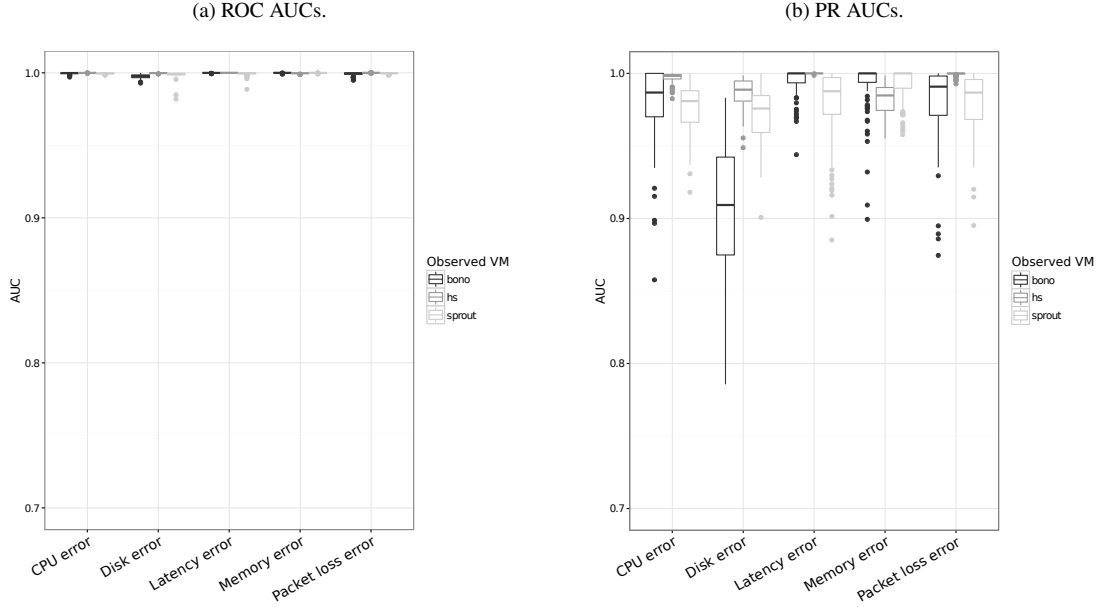 (a) ROC AUCs.
1.0
0.9
0.8
0.7
AUC
CPU error
Disk error
Latency error
Memory error
Packet loss error
Observed VM
bono
hs
sprout
(b) PR AUCs.
1.0
0.9
0.8
0.7
AUC
CPU error
Disk error
Latency error
Memory error
Packet loss error
Observed VM
bono
hs
sprout